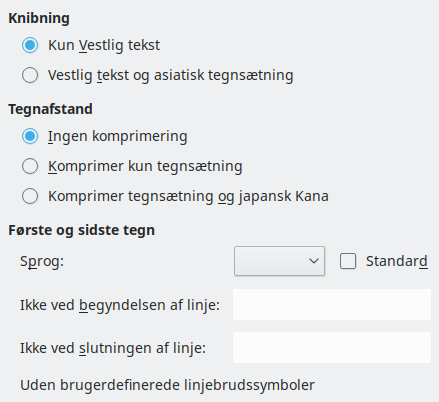 Knibning
Kun Vestlig tekst
Vestlig tekst og asiatisk tegnsætning
Tegnafstand
Ingen komprimering
Komprimer kun tegnsætning
Komprimer tegnsætning og japansk Kana
Første og sidste tegn
Sprog: Standard
Ikke ved begyndelsen af linje:
Ikke ved slutningen af linje:
Uden brugerdefinerede linjebrudssymboler